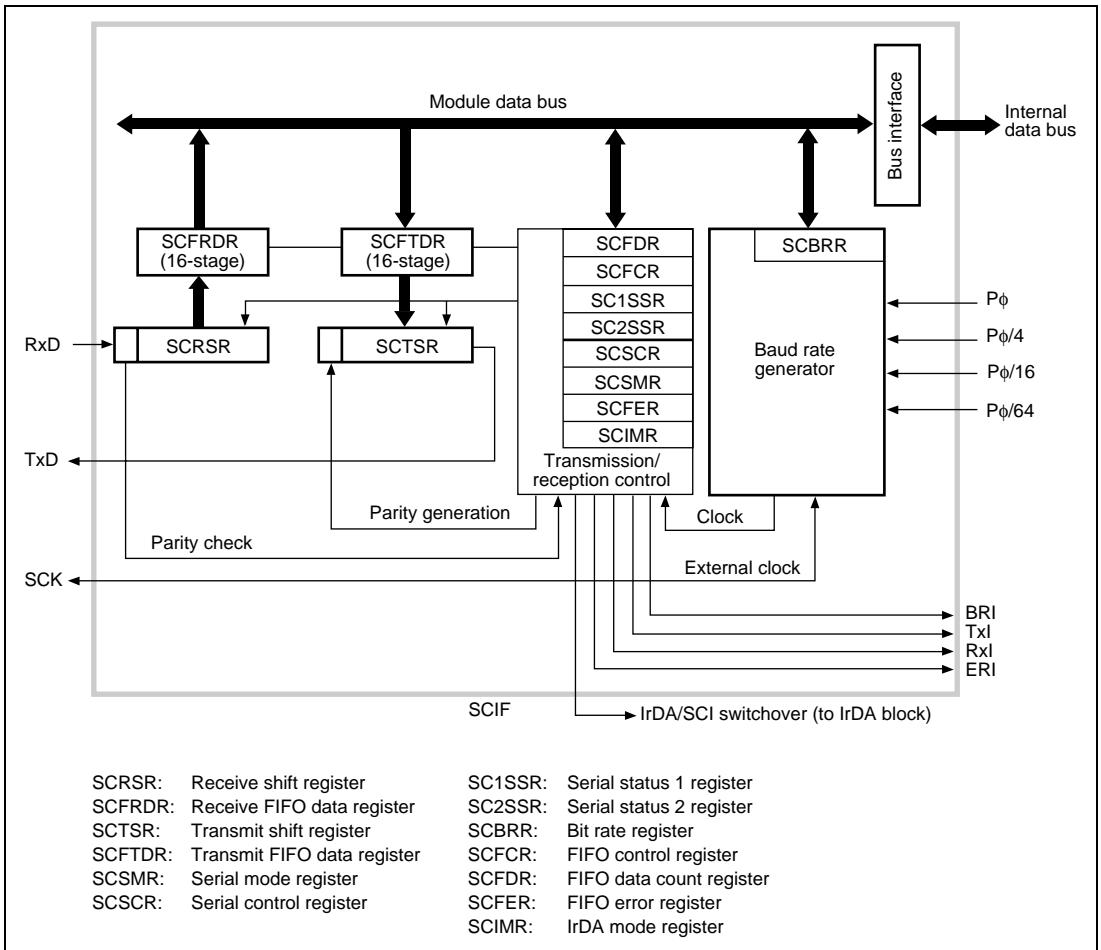 Module data bus
Bus interface
Internal
data bus
SCFRDR
(16-stage)
SCFTDR
(16-stage)
SCFDR
SCFCR
SC1SSR
SC2SSR
SCSCR
SCSMR
SCFER
SCIMR
Transmission/
reception control
SCBRR
Baud rate
generator
Pϕ
Pϕ/4
Pϕ/16
Pϕ/64
RxD
SCRSR
SCTSR
TxD
Parity generation
Clock
Parity check
SCK
External clock
BRI
TxI
RxI
ERI
SCIF
IrDA/SCI switchover (to IrDA block)
SCRSR: Receive shift register
SCFRDR: Receive FIFO data register
SCTSR: Transmit shift register
SCFTDR: Transmit FIFO data register
SCSMR: Serial mode register
SCSCR: Serial control register
SC1SSR: Serial status 1 register
SC2SSR: Serial status 2 register
SCBRR: Bit rate register
SCFCR: FIFO control register
SCFDR: FIFO data count register
SCFER: FIFO error register
SCIMR: IrDA mode register